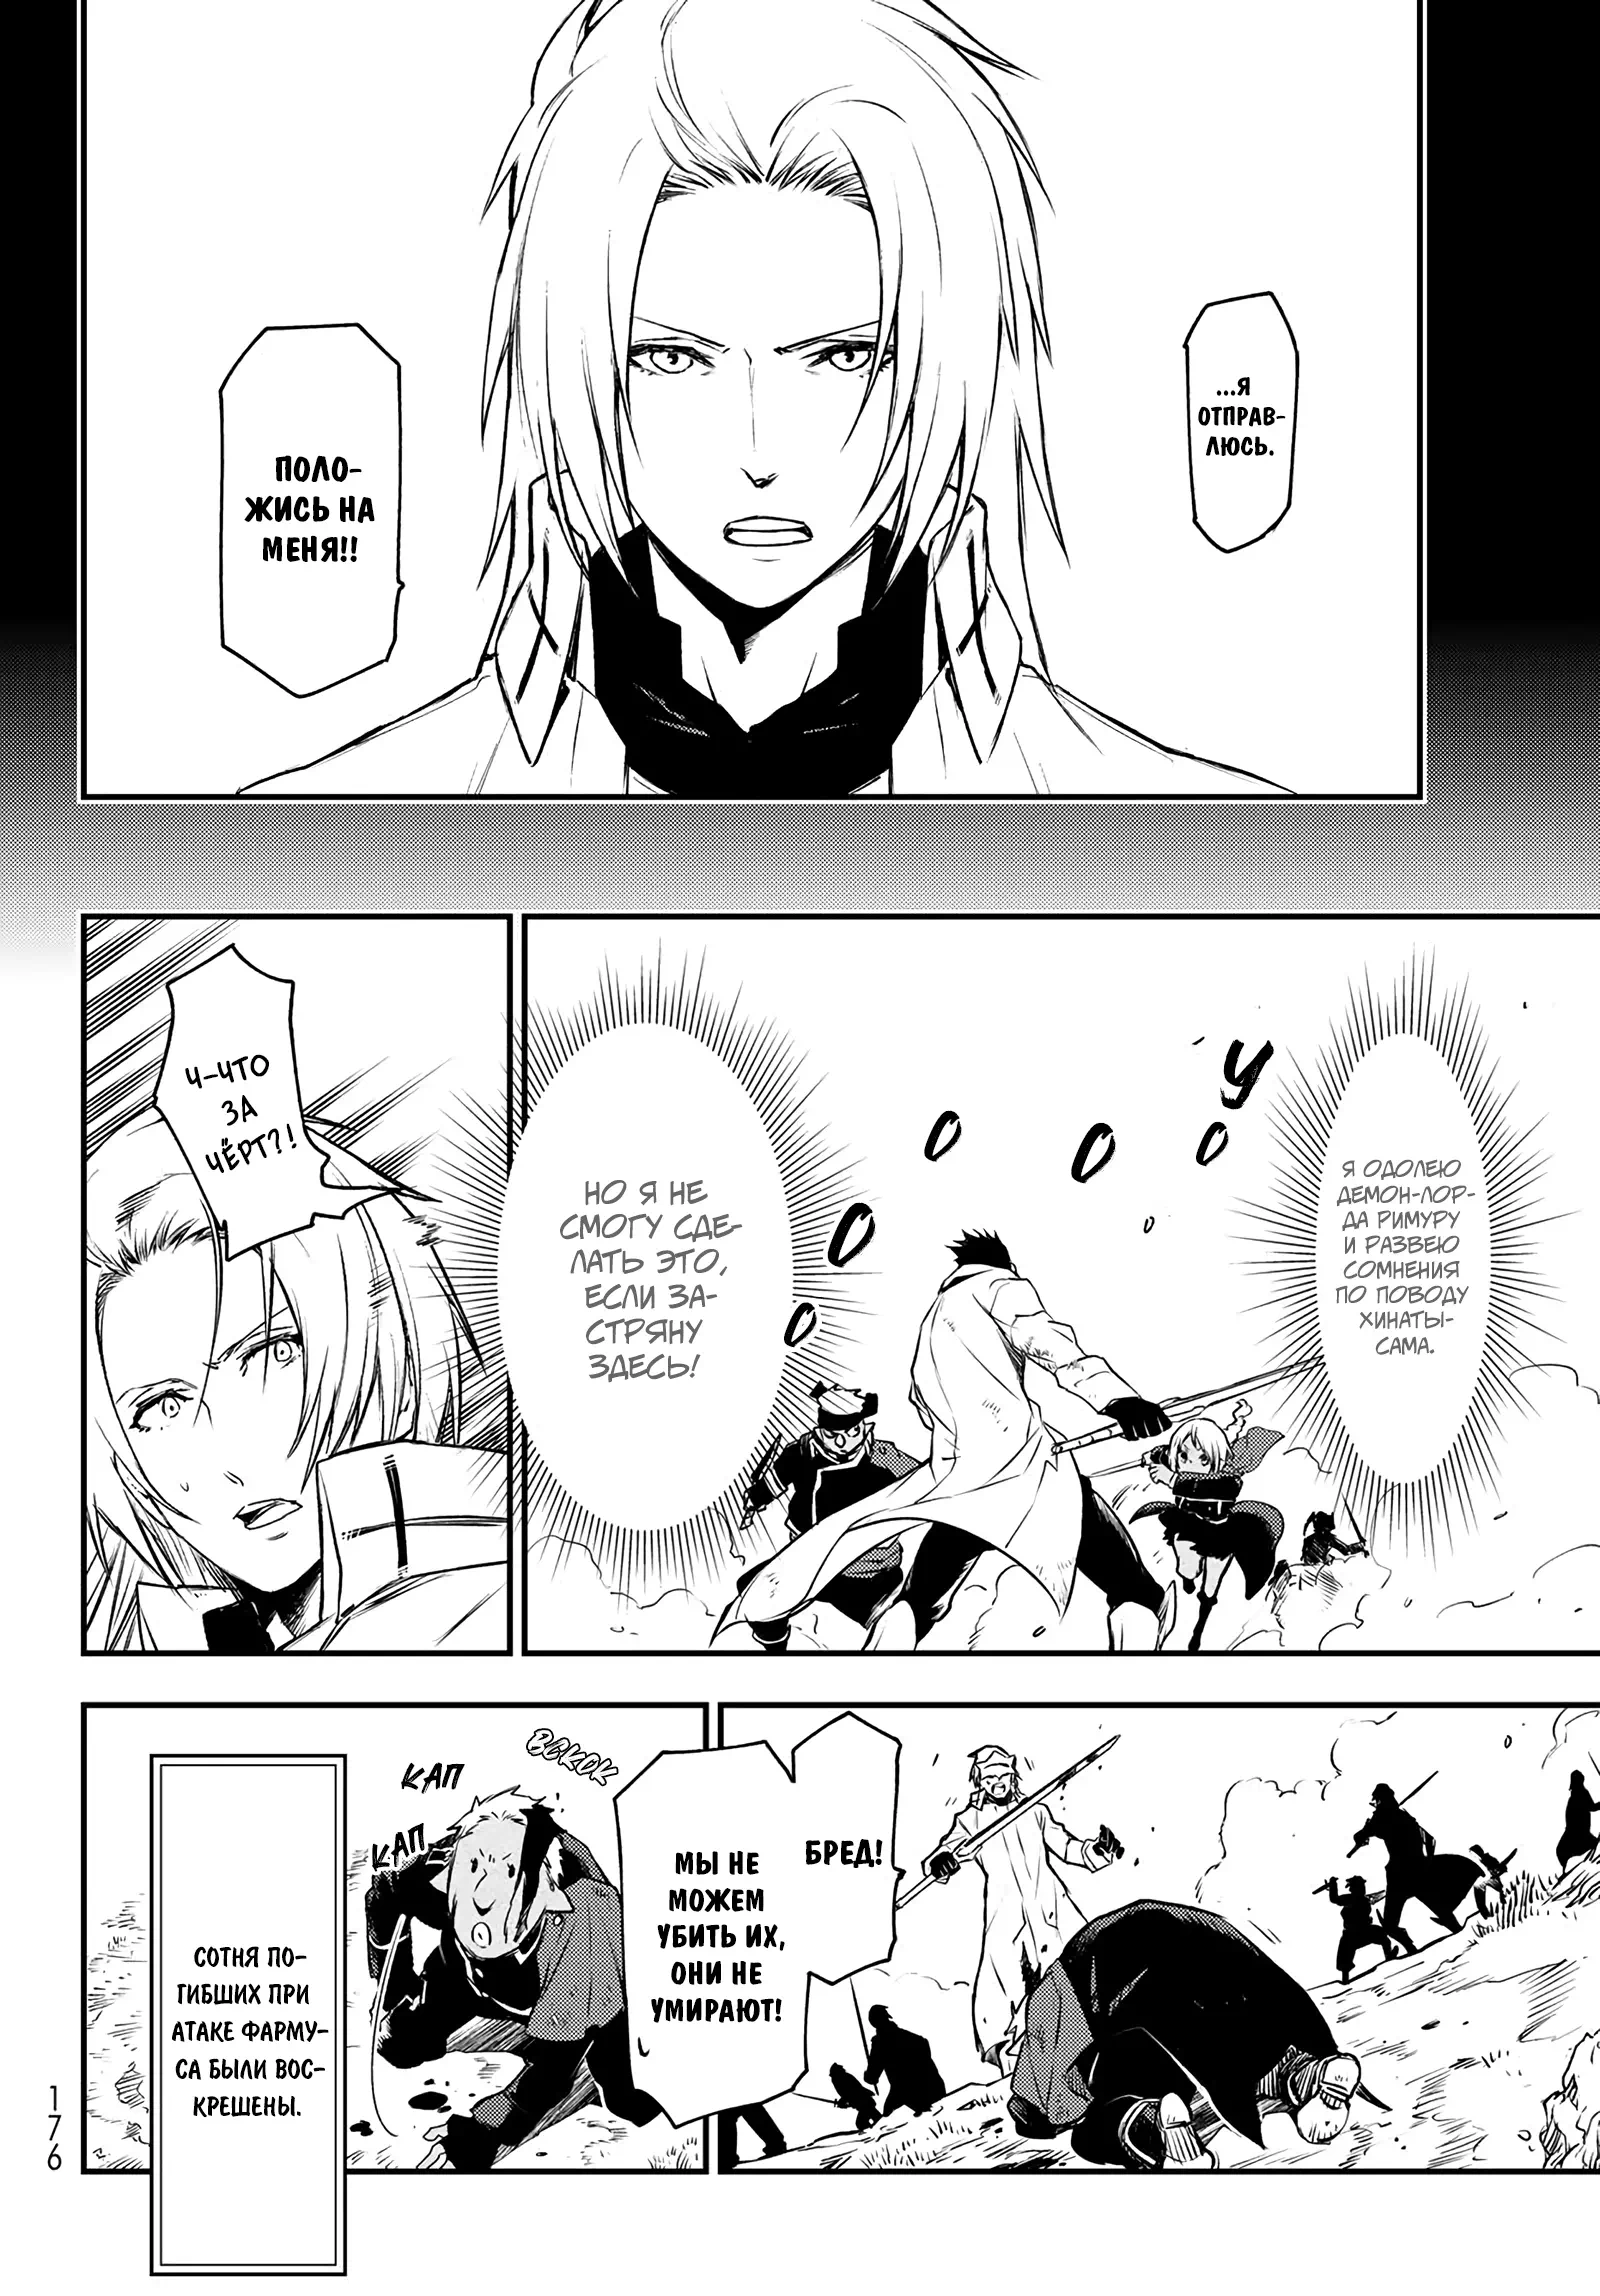 ...Я
ОТПРАВ-
ЛЮСЬ.
ПОЛО-
ЖИСЬ НА
МЕНЯ!!
Я ОДОЛЕЮ
ДЕМОН-ЛОР-
ДА РИМУРУ
И РАЗВЕЮ
СОМНЕНИЯ
ПО ПОВОДУ
ХИНАТЫ-
САМА.
У
О
О
О
О
О
НО Я НЕ
СМОГУ СДЕ-
ЛАТЬ ЭТО,
ЕСЛИ ЗА-
СТРЯНУ
ЗДЕСЬ!
Ч-ЧТО
ЗА
ЧЁРТ?!
БРЕД!
МЫ НЕ
МОЖЕМ
УБИТЬ ИХ,
ОНИ НЕ
УМИРАЮТ!
ВСКОК
КАП
КАП
СОТНЯ ПО-
ГИБШИХ ПРИ
АТАКЕ ФАРМУ-
СА БЫЛИ ВОС-
КРЕШЕНЫ.
176